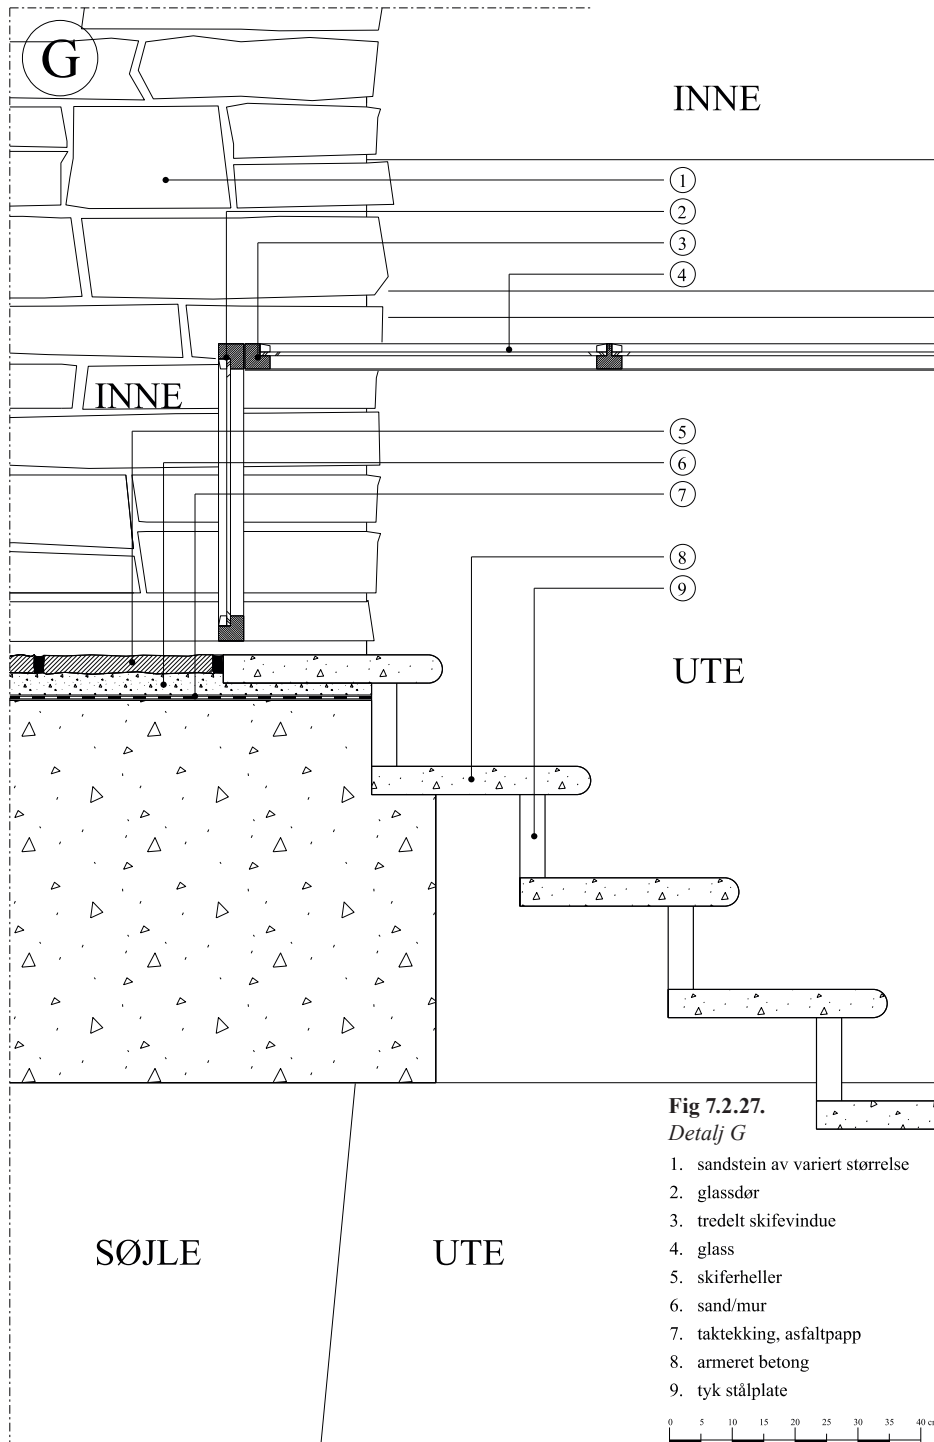 G
INNE
1
2
3
4
INNE
5
6
7
8
9
UTE
Fig 7.2.27.
Detalj G
1. sandstein av variert størrelse
2. glassdør
3. tredelt skifevindue
4. glass
5. skiferheller
6. sand/mur
7. taktekking, asfaltpapp
8. armeret betong
9. tyk stålplate
SØJLE
UTE
0 5 10 15 20 25 30 35 40 cm